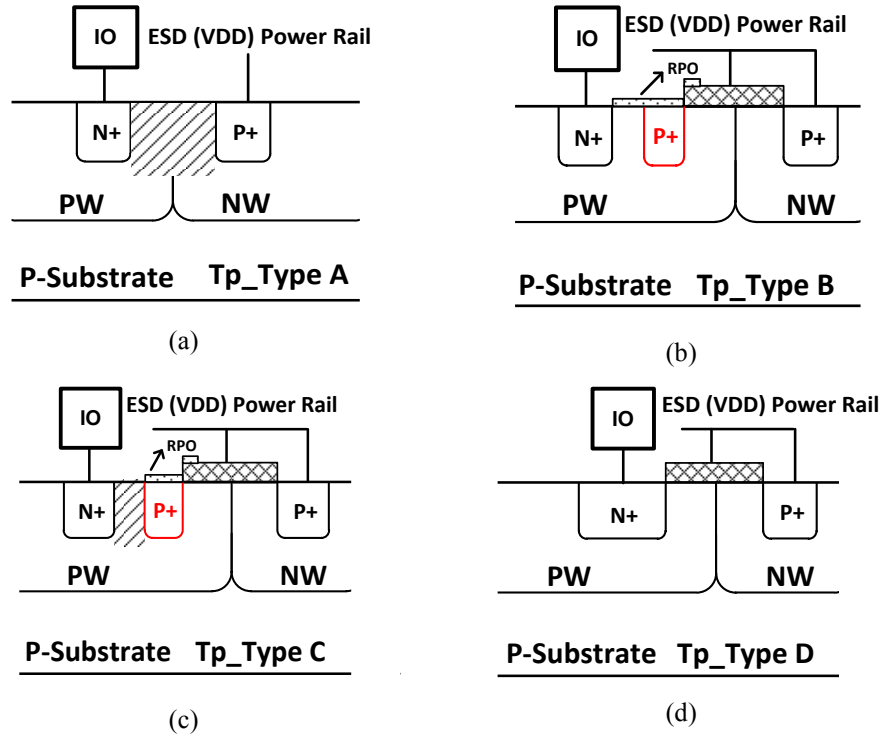 IO
ESD (VDD) Power Rail
N+
P+
PW
NW
P-Substrate Tp_Type A
(a)
IO
ESD (VDD) Power Rail
RPO
N+
P+
P+
PW
NW
P-Substrate Tp_Type B
(b)
IO
ESD (VDD) Power Rail
RPO
N+
P+
P+
PW
NW
P-Substrate Tp_Type C
(c)
IO
ESD (VDD) Power Rail
N+
P+
PW
NW
P-Substrate Tp_Type D
(d)